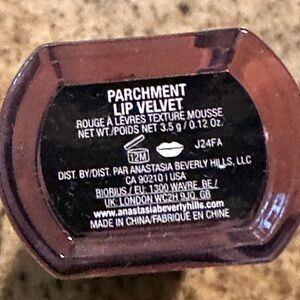 PARCHMENT
LIP VELVET
ROUGE À LÈVRES TEXTURE MOUSSE
NET WT./POIDS NET 3.5 g / 0.12 Oz.
12M
J24FA
DIST. BY/DIST. PAR ANASTASIA BEVERLY HILLS, LLC
CA 90210 I USA
BIORIUS / EU: 1300 WAVRE, BE /
UK: LONDON WC2H 9JQ, GB
www.anastasiabeverlyhills.com
MADE IN CHINA/FABRIQUÉ EN CHINE